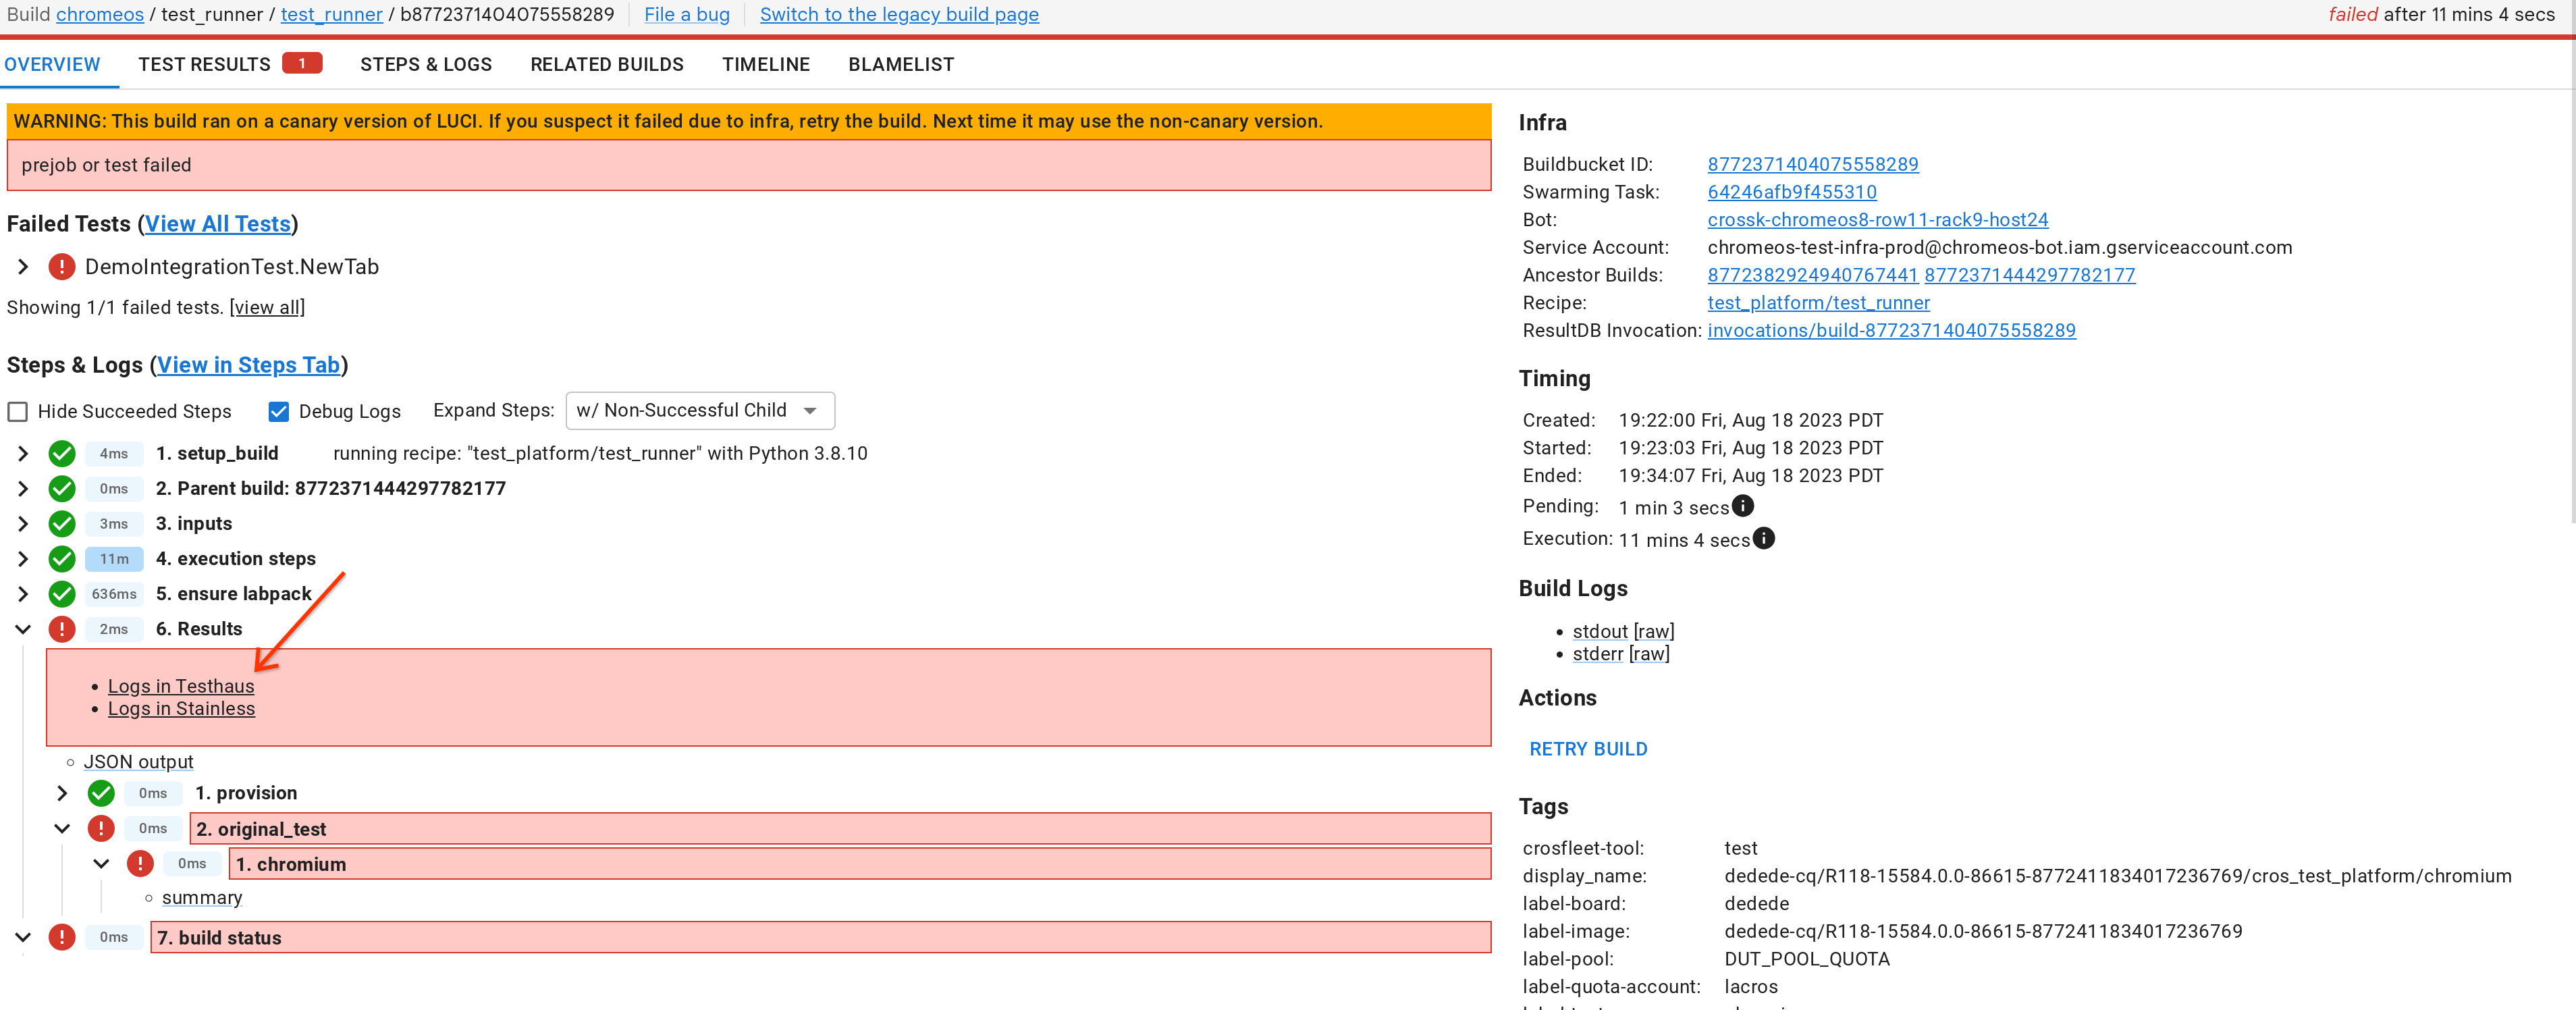 Build chromeos / test_runner / test_runner / b8772371404075558289 File a bug Switch to the legacy build page failed after 11 mins 4 secs
OVERVIEW TEST RESULTS 1 STEPS & LOGS RELATED BUILDS TIMELINE BLAMELIST
WARNING: This build ran on a canary version of LUCI. If you suspect it failed due to infra, retry the build. Next time it may use the non-canary version.
prejob or test failed
Failed Tests (View All Tests)
DemoIntegrationTest.NewTab
Showing 1/1 failed tests. [view all]
Steps & Logs (View in Steps Tab)
Hide Succeeded Steps Debug Logs Expand Steps: w/ Non-Successful Child
4ms 1. setup_build running recipe: "test_platform/test_runner" with Python 3.8.10
0ms 2. Parent build: 8772371444297782177
3ms 3. inputs
11m 4. execution steps
636ms 5. ensure labpack
2ms 6. Results
• Logs in Testhaus
• Logs in Stainless
JSON output
0ms 1. provision
0ms 2. original_test
0ms 1. chromium
summary
0ms 7. build status
Infra
Buildbucket ID: 8772371404075558289
Swarming Task: 64246afb9f455310
Bot: crossk-chromeos8-row11-rack9-host24
Service Account: chromeos-test-infra-prod@chromeos-bot.iam.gserviceaccount.com
Ancestor Builds: 8772382924940767441 8772371444297782177
Recipe: test_platform/test_runner
ResultDB Invocation: invocations/build-8772371404075558289
Timing
Created: 19:22:00 Fri, Aug 18 2023 PDT
Started: 19:23:03 Fri, Aug 18 2023 PDT
Ended: 19:34:07 Fri, Aug 18 2023 PDT
Pending: 1 min 3 secs
Execution: 11 mins 4 secs
Build Logs
• stdout [raw]
• stderr [raw]
Actions
RETRY BUILD
Tags
crosfleet-tool: test
display_name: dedede-cq/R118-15584.0.0-86615-8772411834017236769/cros_test_platform/chromium
label-board: dedede
label-image: dedede-cq/R118-15584.0.0-86615-8772411834017236769
label-pool: DUT_POOL_QUOTA
label-quota-account: lacros